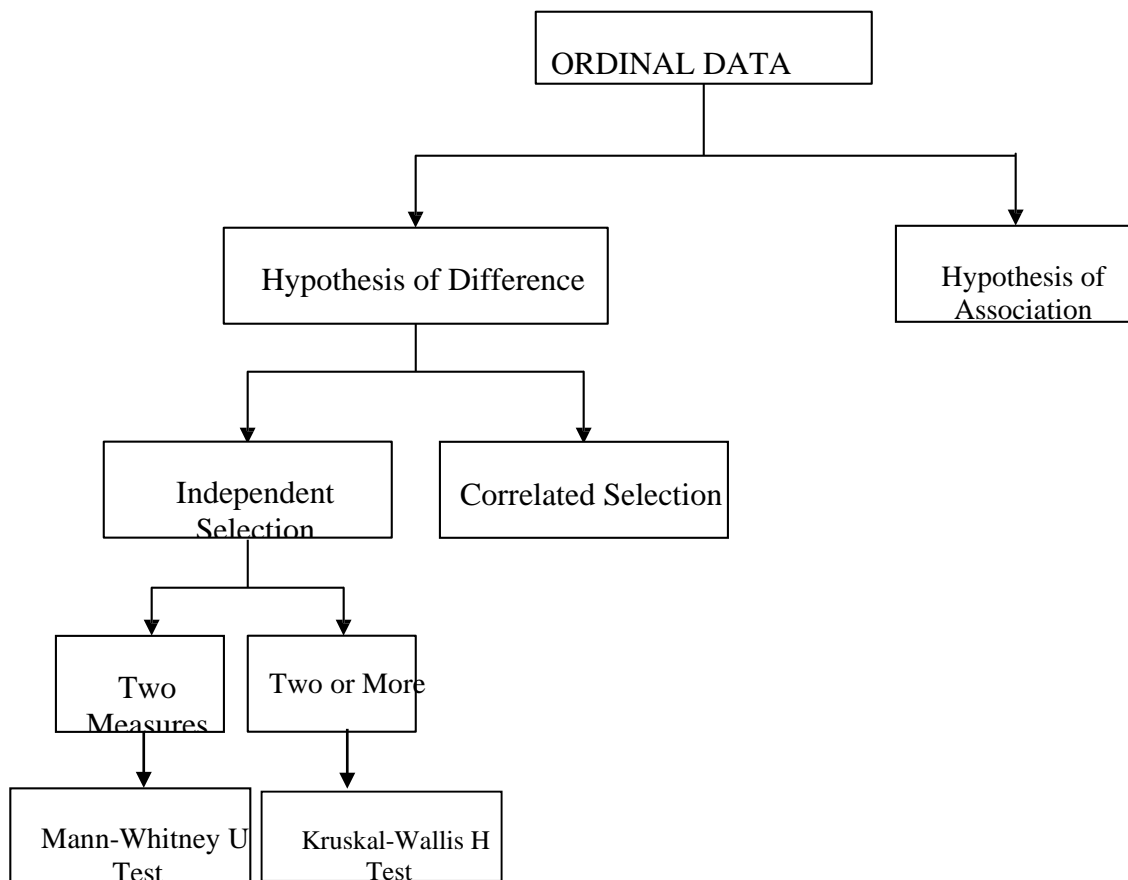 ORDINAL DATA
Hypothesis of Difference
Hypothesis of
Association
Independent
Selection
Correlated Selection
Two
Measures
Two or More
Mann-Whitney U
Test
Kruskal-Wallis H
Test